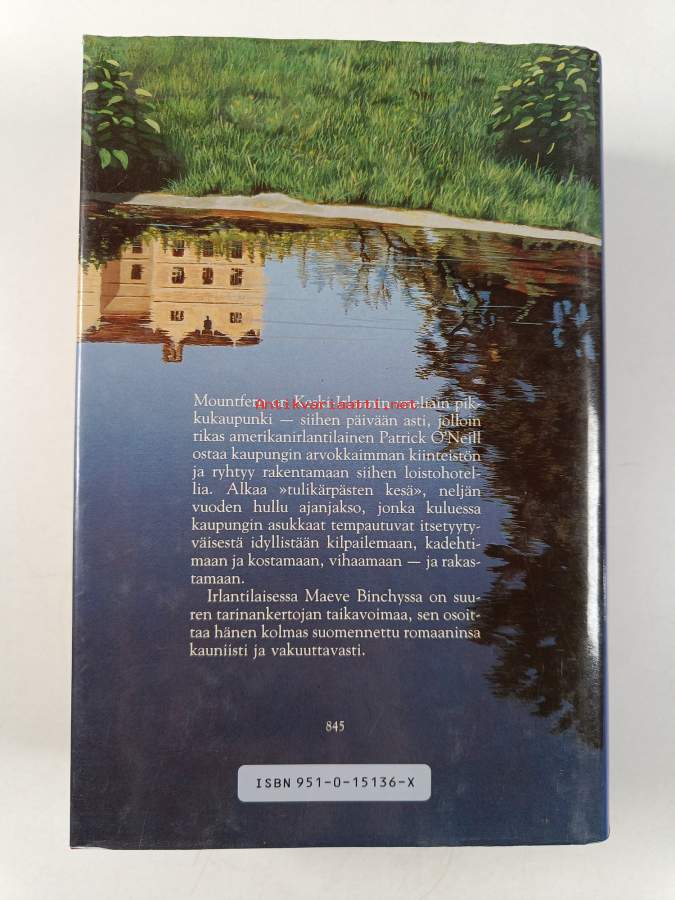 Mountfern on Keski-Irlannin unelian pik-
Antikvariaatti.net
kukaupunki — siihen päivään asti, jolloin
rikas amerikanirlantilainen Patrick O'Neill
ostaa kaupungin arvokkaimman kiinteistön
ja ryhtyy rakentamaan siihen loistohotel-
lia. Alkaa »tulikärpästen kesä», neljän
vuoden hullu ajanjakso, jonka kuluessa
kaupungin asukkaat tempautuvat itsetyyty-
väisestä idyllistään kilpailemaan, kadehti-
maan ja kostamaan, vihaamaan — ja rakas-
tamaan.
Irlantilaisessa Maeve Binchyssa on suu-
ren tarinankertojan taikavoimaa, sen osoit-
taa hänen kolmas suomennettu romaaninsa
kauniisti ja vakuuttavasti.
845
ISBN 951-0-15136-X